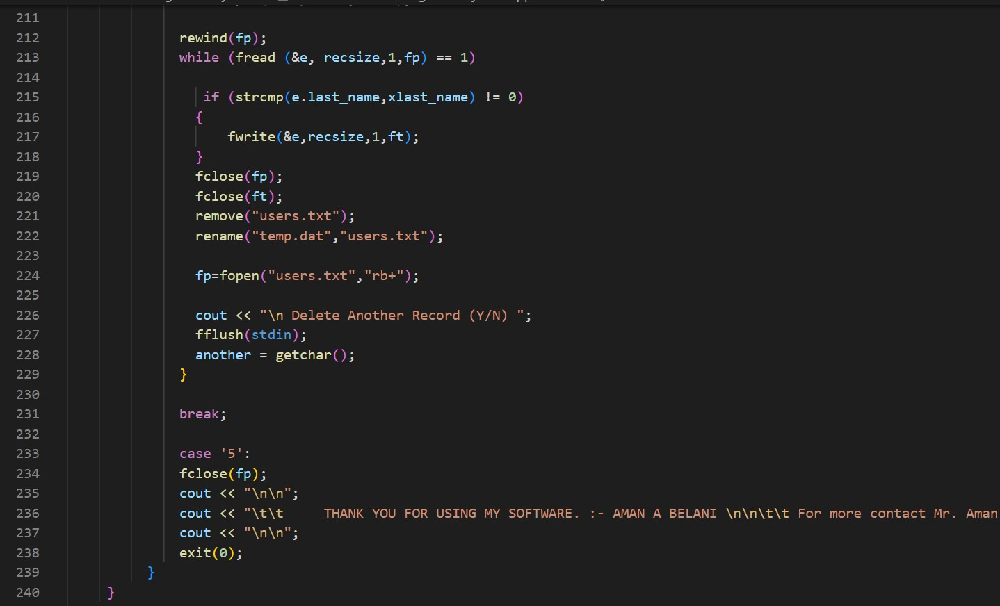 211
212 rewind(fp);
213 while (fread (&e, recsize,1,fp) == 1)
214
215 if (strcmp(e.last_name,xlast_name) != 0)
216 {
217 fwrite(&e,recsize,1,ft);
218 }
219 fclose(fp);
220 fclose(ft);
221 remove("users.txt");
222 rename("temp.dat","users.txt");
223
224 fp=fopen("users.txt","rb+");
225
226 cout << "\n Delete Another Record (Y/N) ";
227 fflush(stdin);
228 another = getchar();
229 }
230
231 break;
232
233 case '5':
234 fclose(fp);
235 cout << "\n\n";
236 cout << "\t\t     THANK YOU FOR USING MY SOFTWARE. :- AMAN A BELANI \n\n\t\t For more contact Mr. Aman
237 cout << "\n\n";
238 exit(0);
239 }
240 }